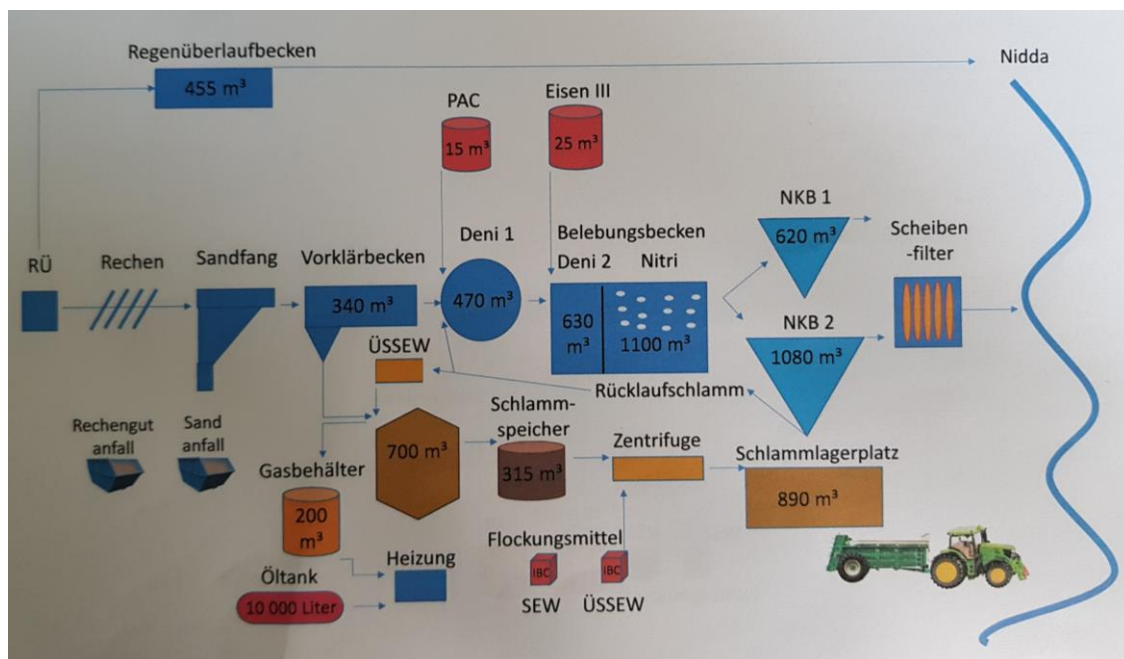 Regenüberlaufbecken
455 m³
Nidda
PAC
15 m³
Eisen III
25 m³
RÜ
Rechen
Sandfang
Vorklärbecken
340 m³
Deni 1
470 m³
Belebungsbecken
Deni 2
Nitri
630
m³
1100 m³
NKB 1
620 m³
NKB 2
1080 m³
Scheiben
-filter
ÜSSEW
Rücklaufschlamm
Rechengut
anfall
Sand
anfall
Gasbehälter
200
m³
700 m³
Schlamm-
speicher
315 m³
Zentrifuge
Schlammlagerplatz
890 m³
Flockungsmittel
IBC
SEW
IBC
ÜSSEW
Heizung
Öltank
10 000 Liter